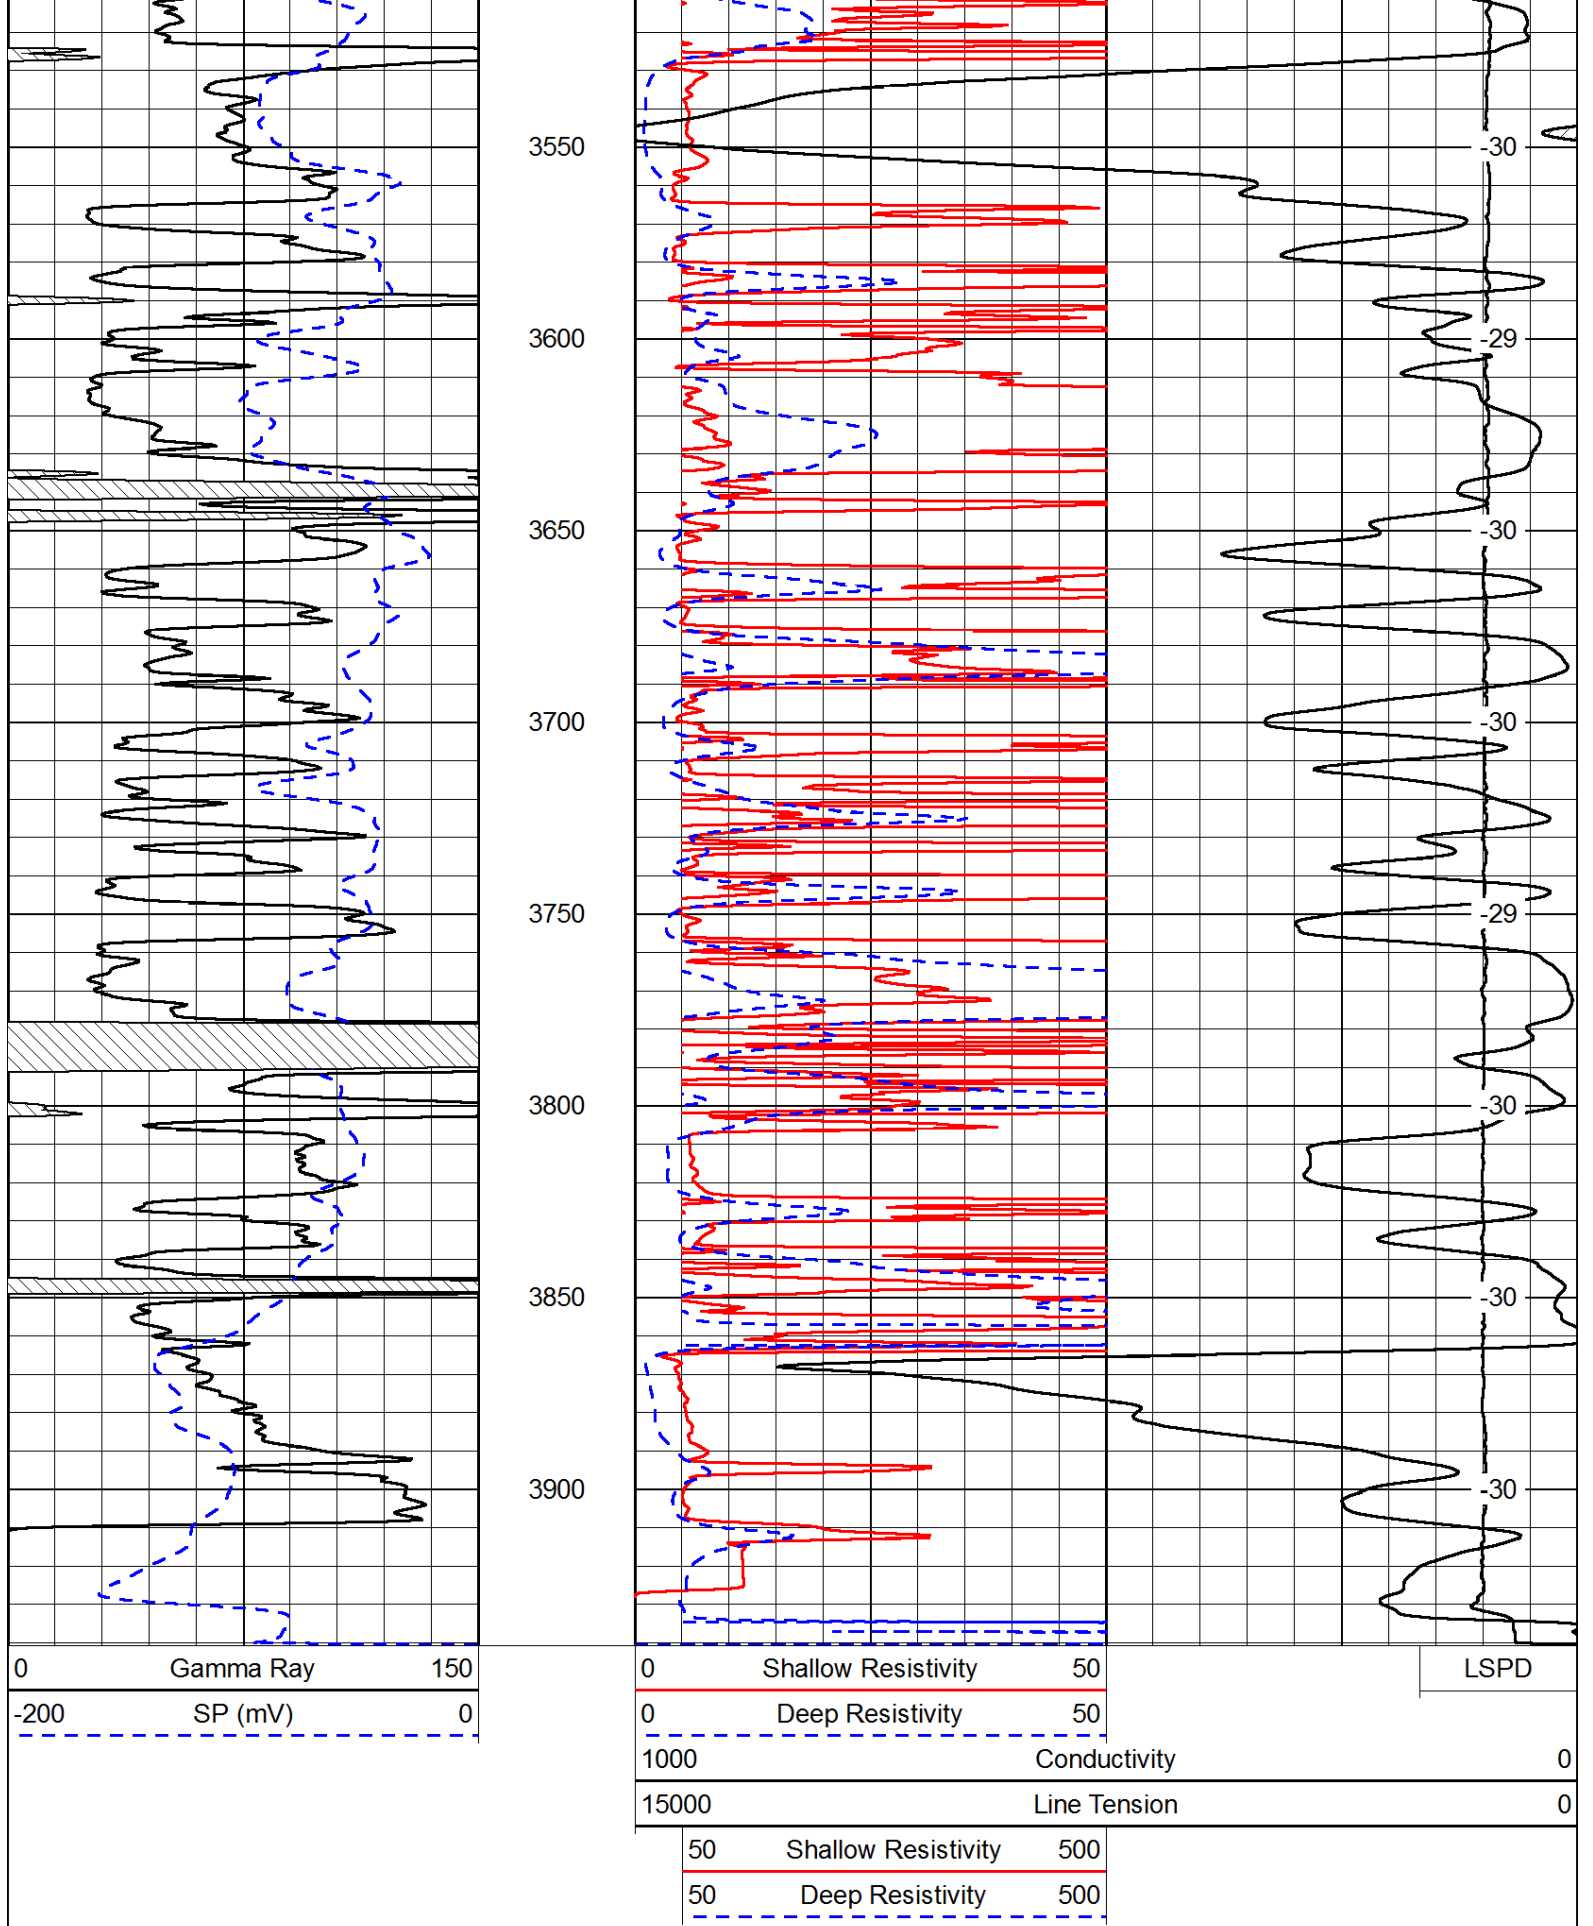 3550 -30
3600 -29
3650 -30
3700 -30
3750 -29
3800 -30
3850 -30
3900 -30
0 Gamma Ray 150
-200 SP (mV) 0
0 Shallow Resistivity 50
0 Deep Resistivity 50
1000 Conductivity 0
15000 Line Tension 0
50 Shallow Resistivity 500
50 Deep Resistivity 500
LSPD